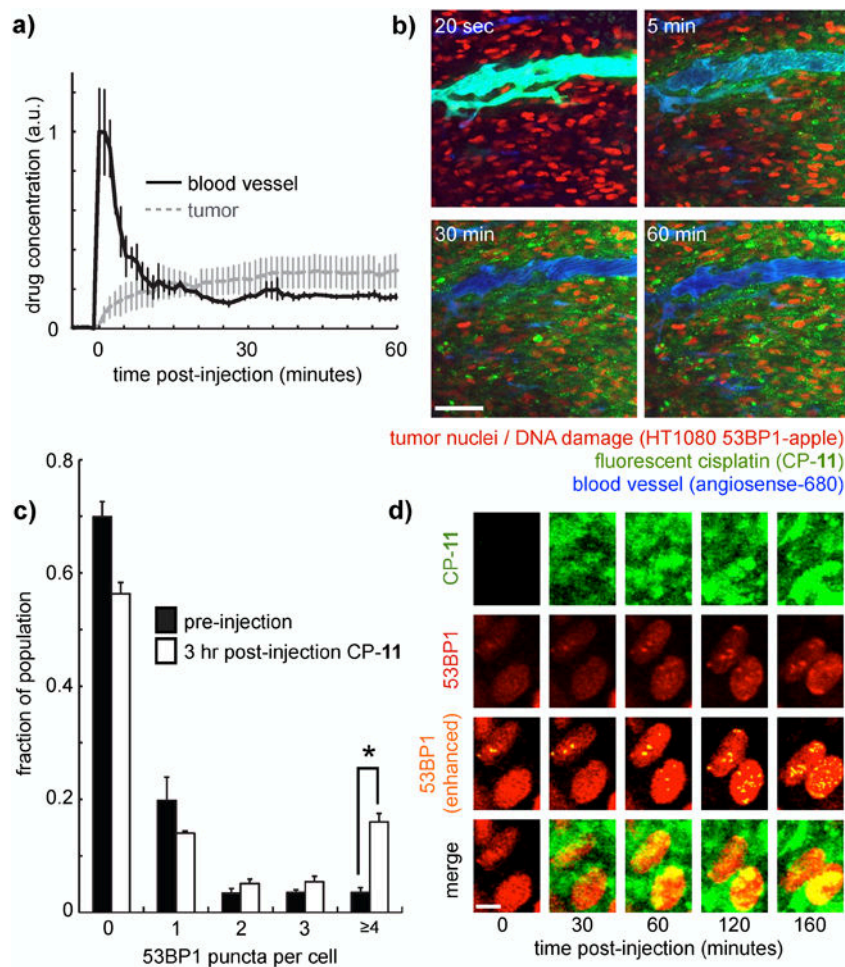 a)
drug concentration (a.u.)
1
0
blood vessel
tumor
0
30
60
time post-injection (minutes)
b)
20 sec
5 min
30 min
60 min
tumor nuclei / DNA damage (HT1080 53BP1-apple)
fluorescent cisplatin (CP-11)
blood vessel (angiosense-680)
c)
fraction of population
0.8
0.6
0.4
0.2
0
pre-injection
3 hr post-injection CP-11
*
0
1
2
3
≥4
53BP1 puncta per cell
d)
CP-11
53BP1
53BP1
(enhanced)
merge
0
30
60
120
160
time post-injection (minutes)